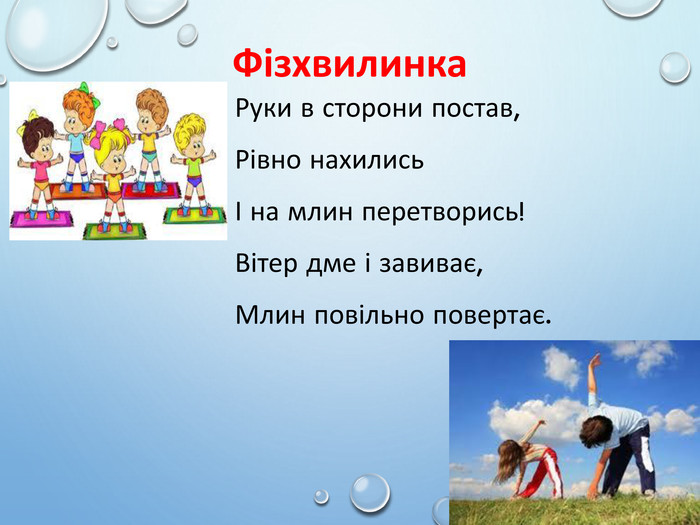 Фізхвилинка
Руки в сторони постав,
Рівно нахились
І на млин перетворись!
Вітер дме і завиває,
Млин повільно повертає.